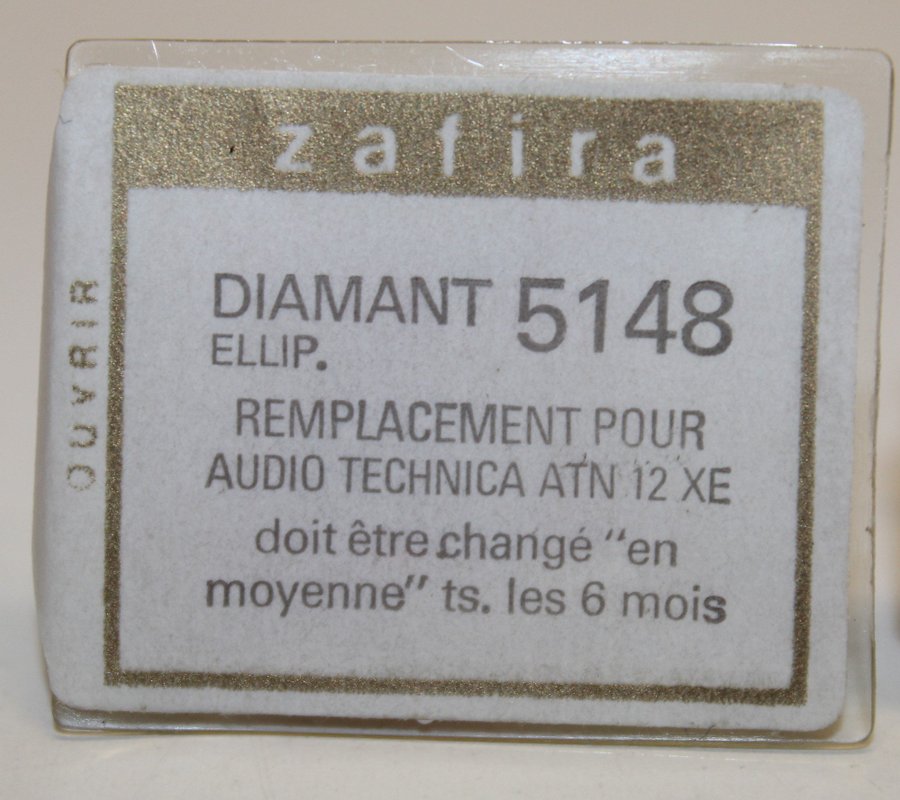 zafira
OUVRIR
DIAMANT 5148
ELLIP.
REMPLACEMENT POUR
AUDIO TECHNICA ATN 12 XE
doit être changé "en
moyenne" ts. les 6 mois